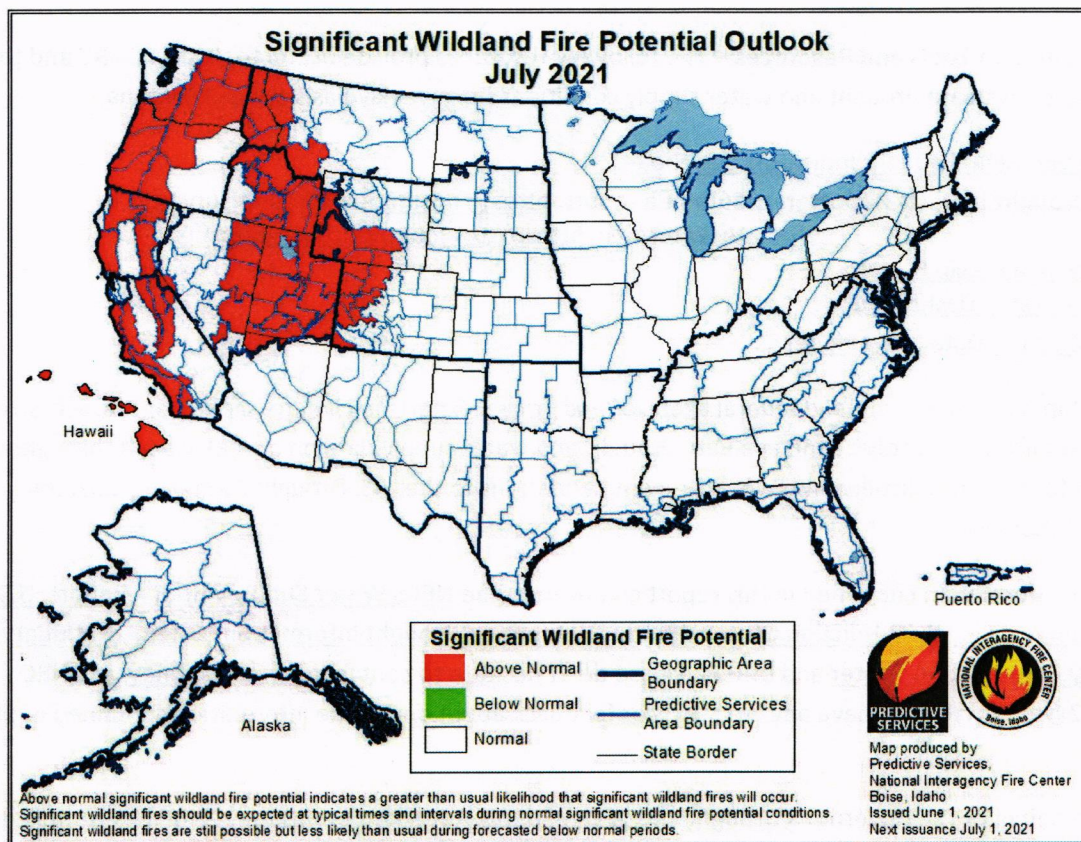 Significant Wildland Fire Potential Outlook
July 2021
Hawaii
Alaska
Puerto Rico
Significant Wildland Fire Potential
Above Normal
Below Normal
Normal
Geographic Area
Boundary
Predictive Services
Area Boundary
State Border
PREDICTIVE
SERVICES
NATIONAL INTERAGENCY FIRE CENTER
Boise, Idaho
Map produced by
Predictive Services,
National Interagency Fire Center
Boise, Idaho
Issued June 1, 2021
Next issuance July 1, 2021
Above normal significant wildland fire potential indicates a greater than usual likelihood that significant wildland fires will occur.
Significant wildland fires should be expected at typical times and intervals during normal significant wildland fire potential conditions.
Significant wildland fires are still possible but less likely than usual during forecasted below normal periods.